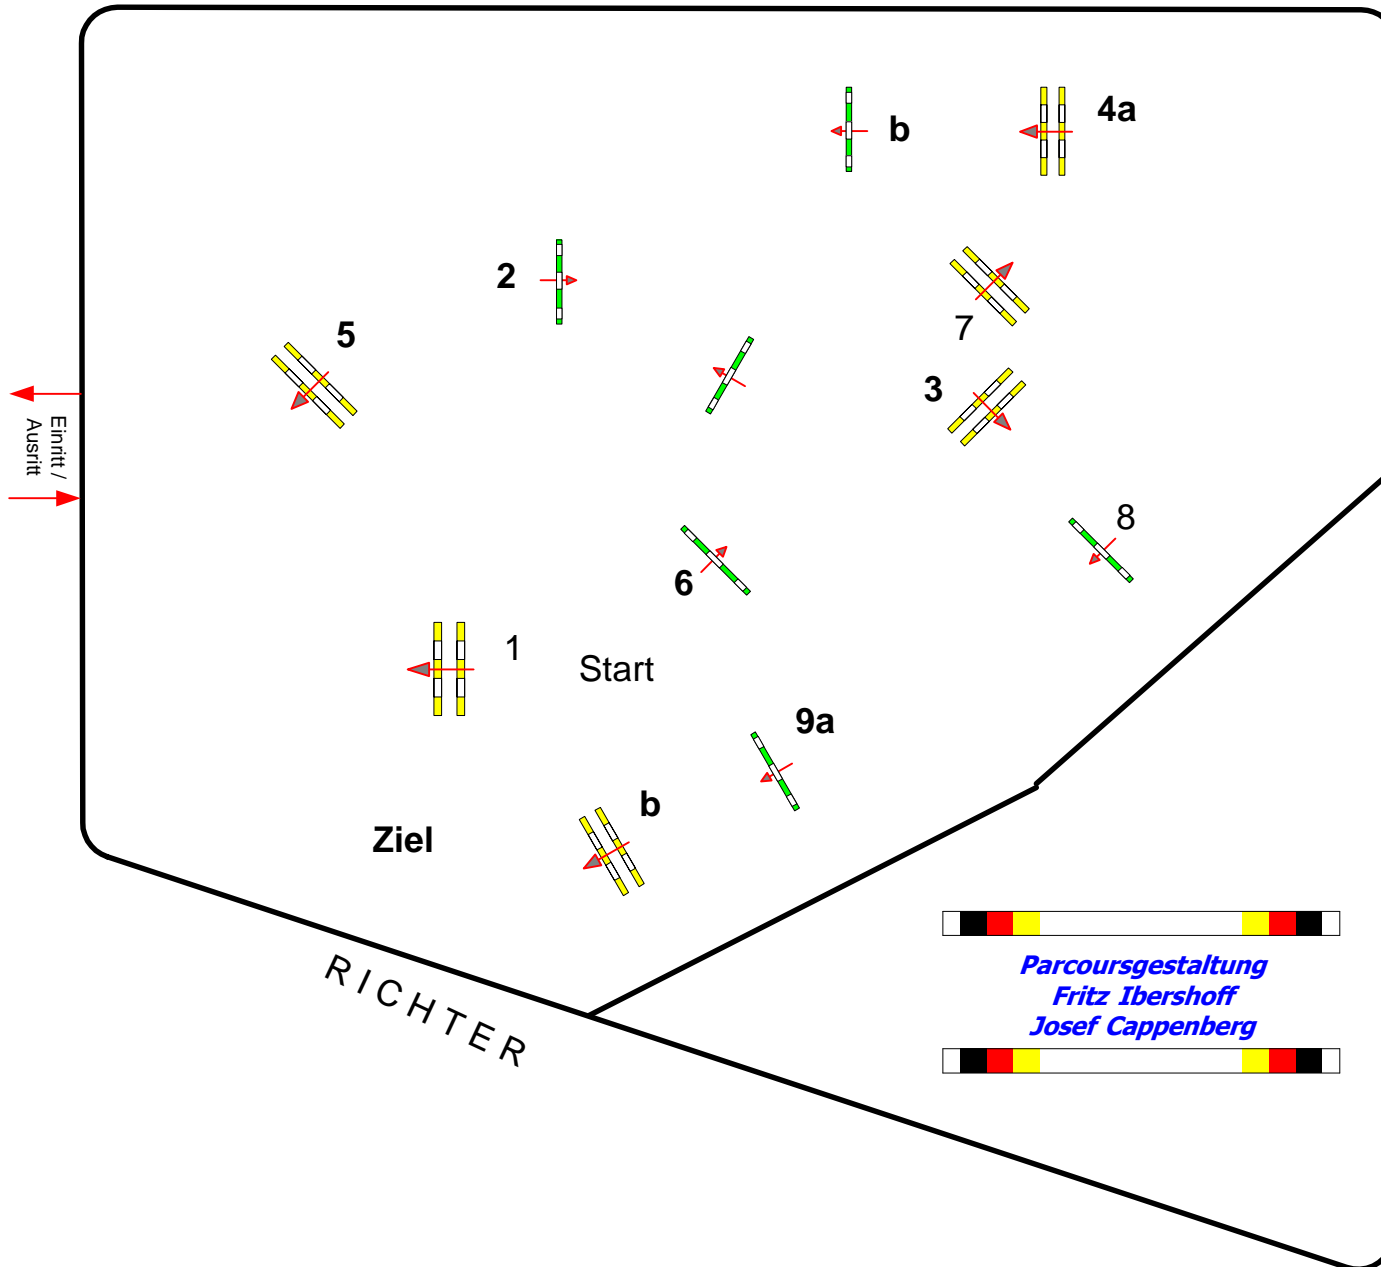 b
4a
2
7
5
3
Einritt /
Ausritt
8
6
1
Start
9a
b
Ziel
RICHTER
Parcoursgestaltung
Fritz Ibershoff
Josef Cappenberg